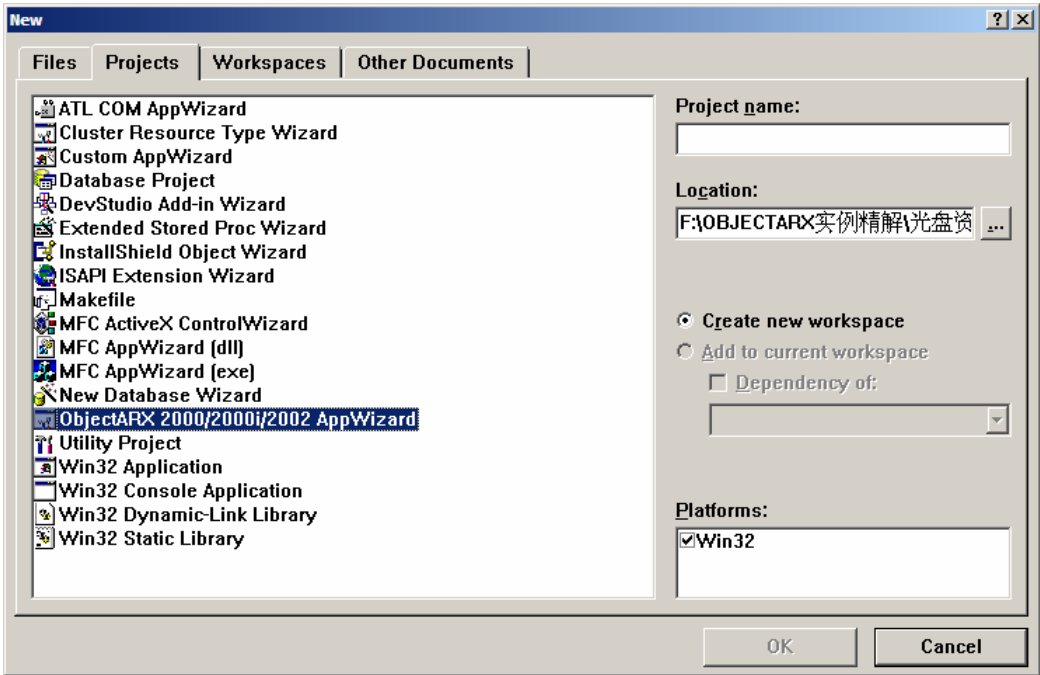 New
Files Projects Workspaces Other Documents
ATL COM AppWizard
Cluster Resource Type Wizard
Custom AppWizard
Database Project
DevStudio Add-in Wizard
Extended Stored Proc Wizard
InstallShield Object Wizard
ISAPI Extension Wizard
Makefile
MFC ActiveX ControlWizard
MFC AppWizard (dll)
MFC AppWizard (exe)
New Database Wizard
ObjectARX 2000/2000i/2002 AppWizard
Utility Project
Win32 Application
Win32 Console Application
Win32 Dynamic-Link Library
Win32 Static Library
Project name:
Location:
F:\OBJECTARX实例精解\光盘资 ...
Create new workspace
Add to current workspace
Dependency of:
Platforms:
Win32
OK Cancel